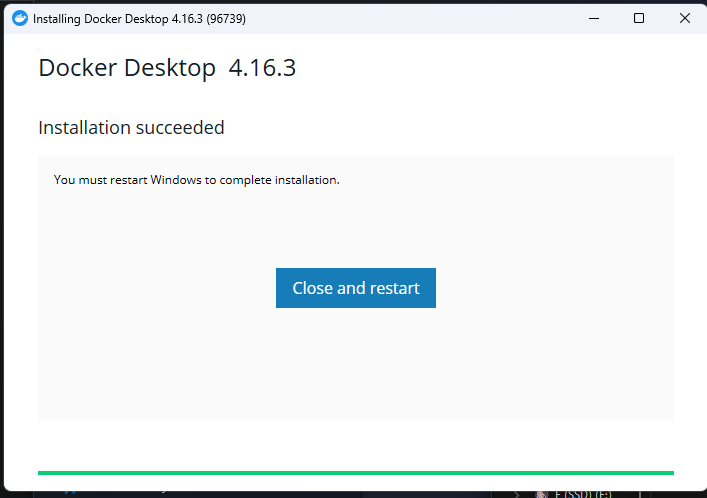 Installing Docker Desktop 4.16.3 (96739)
Docker Desktop 4.16.3
Installation succeeded
You must restart Windows to complete installation.
Close and restart
F (SSD) (F:)